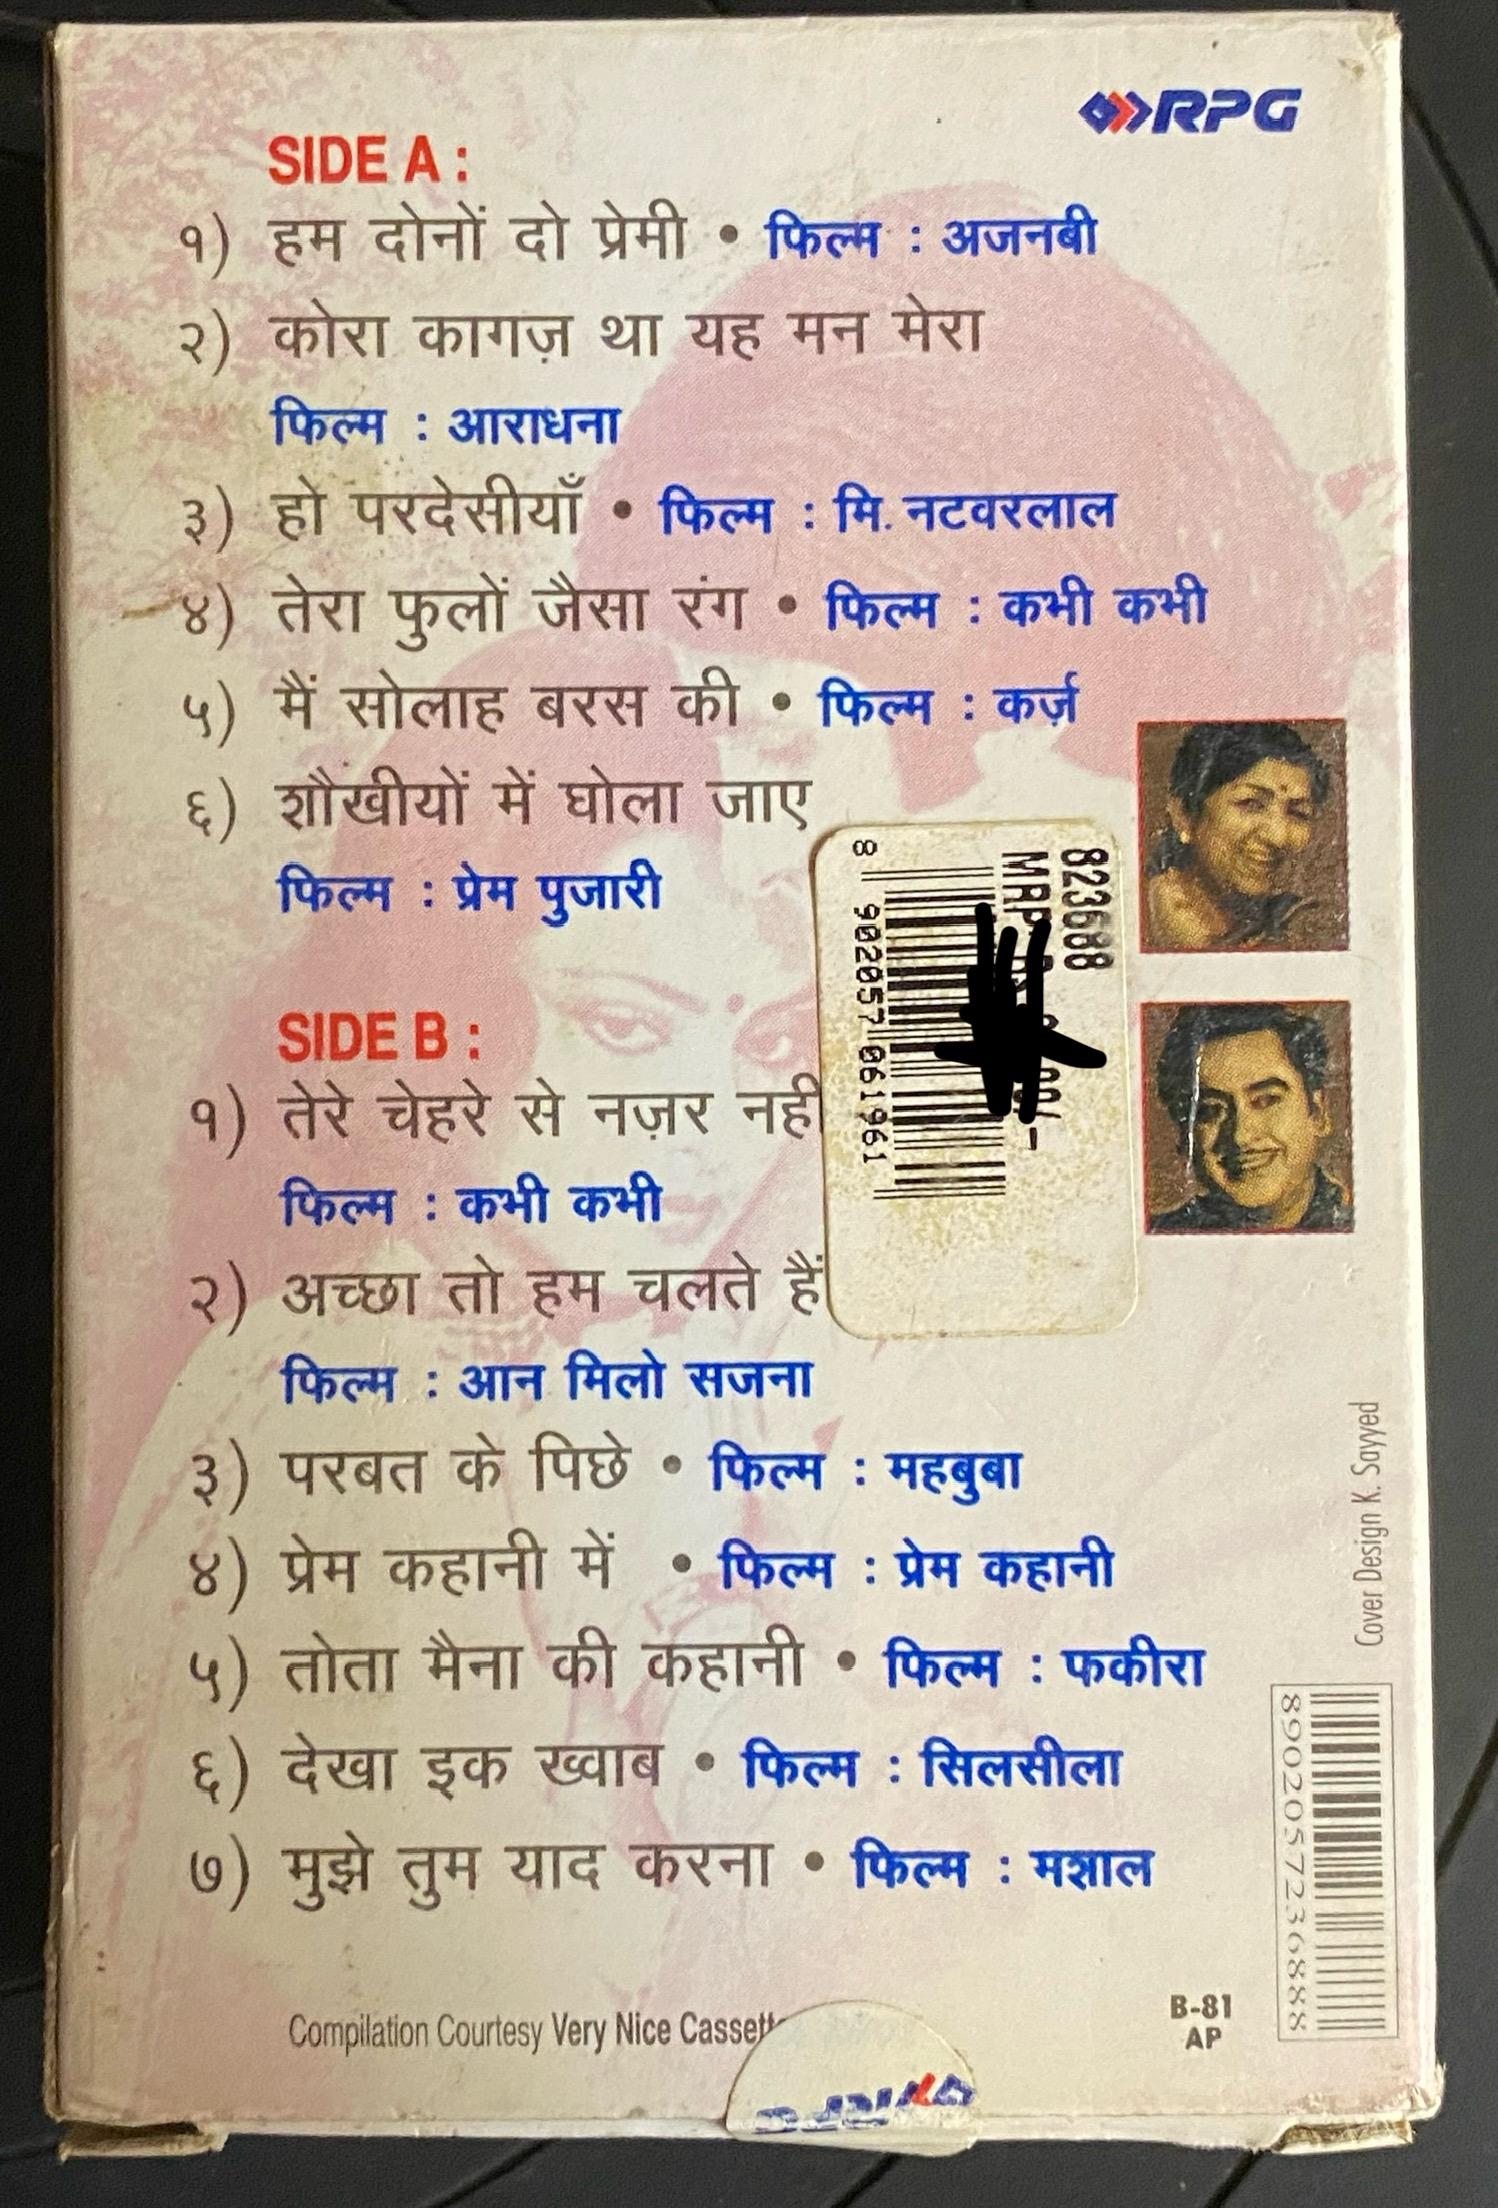 RPG
SIDE A :
१) हम दोनों दो प्रेमी • फिल्म : अजनबी
२) कोरा कागज़ था यह मन मेरा
फिल्म : आराधना
३) हो परदेसीयाँ • फिल्म : मि. नटवरलाल
४) तेरा फुलों जैसा रंग • फिल्म : कभी कभी
५) मैं सोलाह बरस की • फिल्म : कर्ज़
६) शौखीयों में घोला जाए
फिल्म : प्रेम पुजारी
823688
MRP
8 902057 061961
SIDE B :
१) तेरे चेहरे से नज़र नही
फिल्म : कभी कभी
२) अच्छा तो हम चलते हैं
फिल्म : आन मिलो सजना
३) परबत के पिछे • फिल्म : महबुबा
४) प्रेम कहानी में • फिल्म : प्रेम कहानी
५) तोता मैना की कहानी • फिल्म : फकीरा
६) देखा इक ख्वाब • फिल्म : सिलसीला
७) मुझे तुम याद करना • फिल्म : मशाल
Cover Design K. Sayyed
8902057236888
Compilation Courtesy Very Nice
B-81
AP